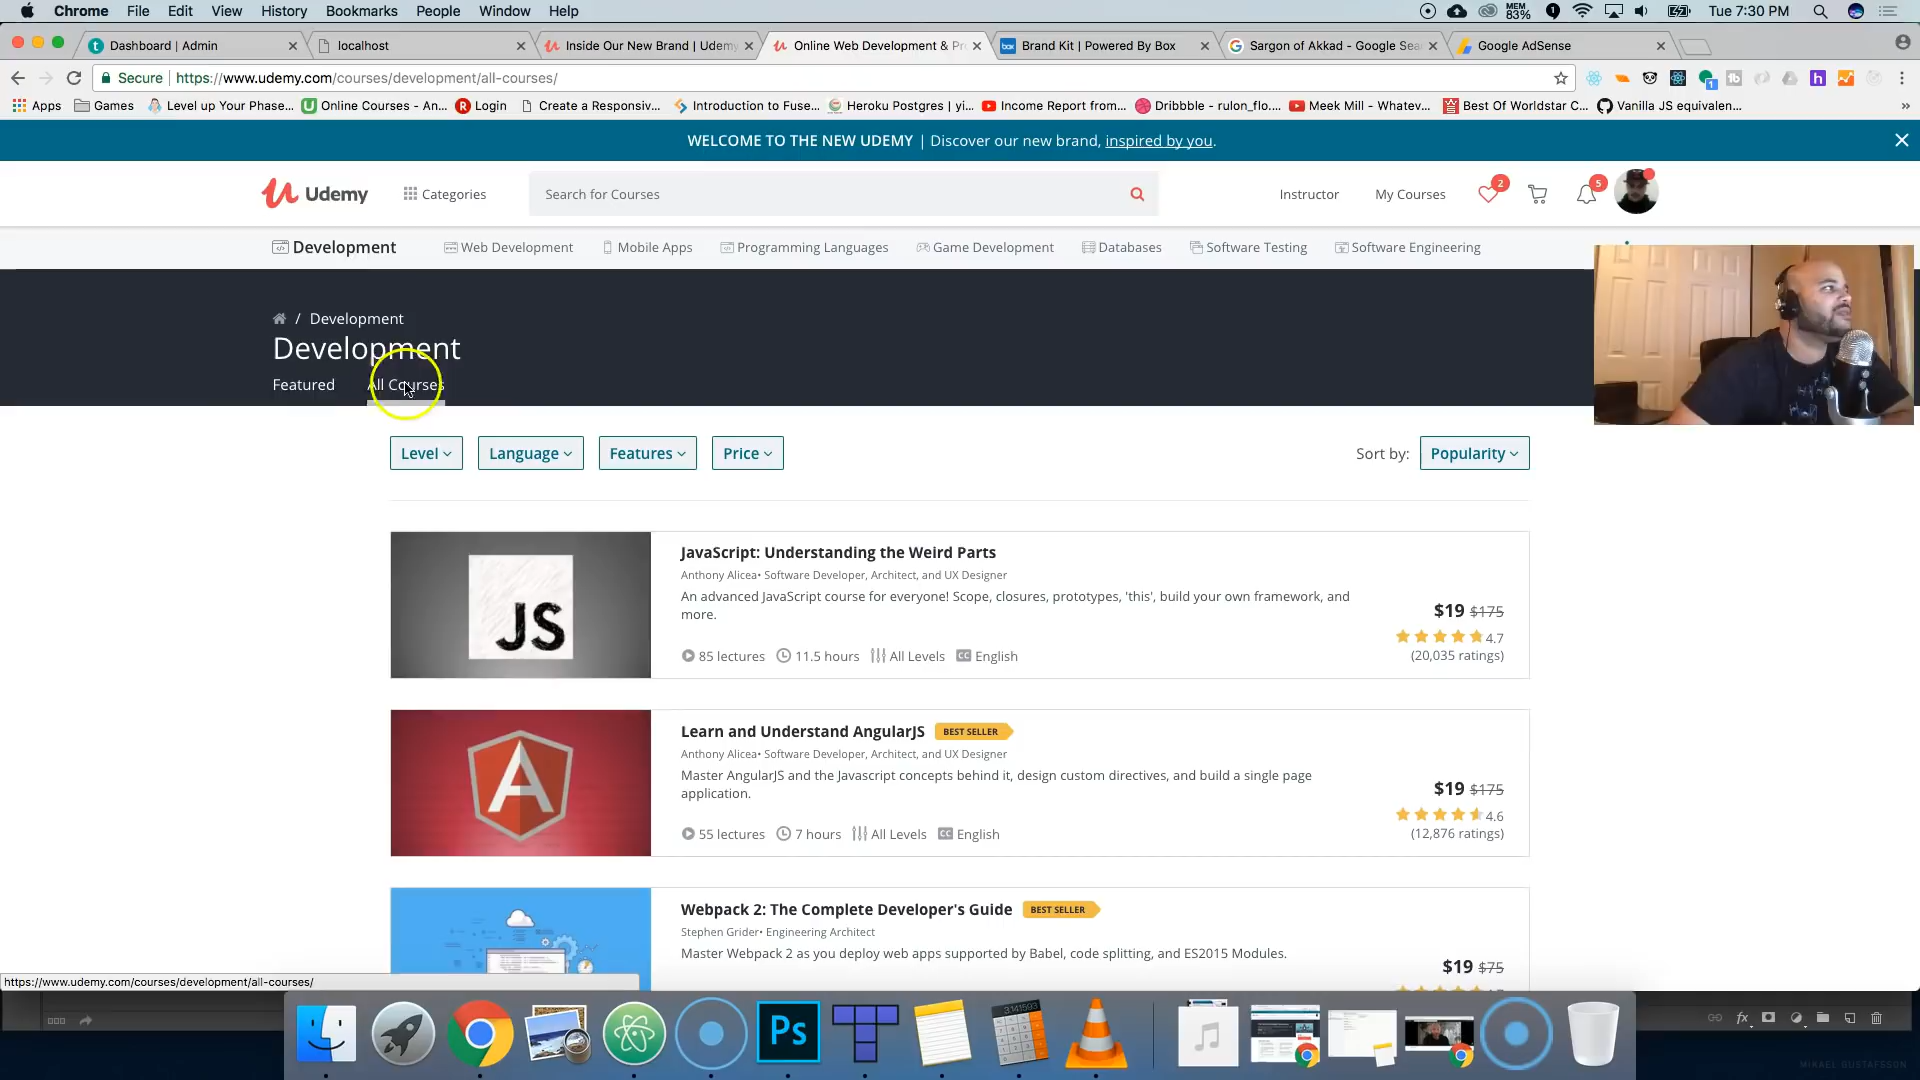 Chrome File Edit View History Bookmarks People Window Help
MEM 83% Tue 7:30 PM
Dashboard | Admin
localhost
Inside Our New Brand | Udemy
Online Web Development & Pr
Brand Kit | Powered By Box
Sargon of Akkad - Google Sea
Google AdSense
Secure | https://www.udemy.com/courses/development/all-courses/
Apps Games Level up Your Phase... Online Courses - An... Login Create a Responsiv... Introduction to Fuse... Heroku Postgres | yi... Income Report from... Dribbble - rulon_flo.... Meek Mill - Whatev... Best Of Worldstar C... Vanilla JS equivalen... »
WELCOME TO THE NEW UDEMY | Discover our new brand, inspired by you.
Udemy Categories Search for Courses Instructor My Courses 2 5
Development Web Development Mobile Apps Programming Languages Game Development Databases Software Testing Software Engineering
/ Development
Development
Featured All Courses
Level Language Features Price Sort by: Popularity
JavaScript: Understanding the Weird Parts
Anthony Alicea• Software Developer, Architect, and UX Designer
An advanced JavaScript course for everyone! Scope, closures, prototypes, 'this', build your own framework, and
more.
$19 $175
4.7
(20,035 ratings)
85 lectures 11.5 hours All Levels CC English
JS
Learn and Understand AngularJS BEST SELLER
Anthony Alicea• Software Developer, Architect, and UX Designer
Master AngularJS and the Javascript concepts behind it, design custom directives, and build a single page
application.
$19 $175
4.6
(12,876 ratings)
55 lectures 7 hours All Levels CC English
A
Webpack 2: The Complete Developer's Guide BEST SELLER
Stephen Grider• Engineering Architect
Master Webpack 2 as you deploy web apps supported by Babel, code splitting, and ES2015 Modules.
$19 $75
https://www.udemy.com/courses/development/all-courses/
Ps
3.141593
fx
MIKAEL GUSTAFSSON